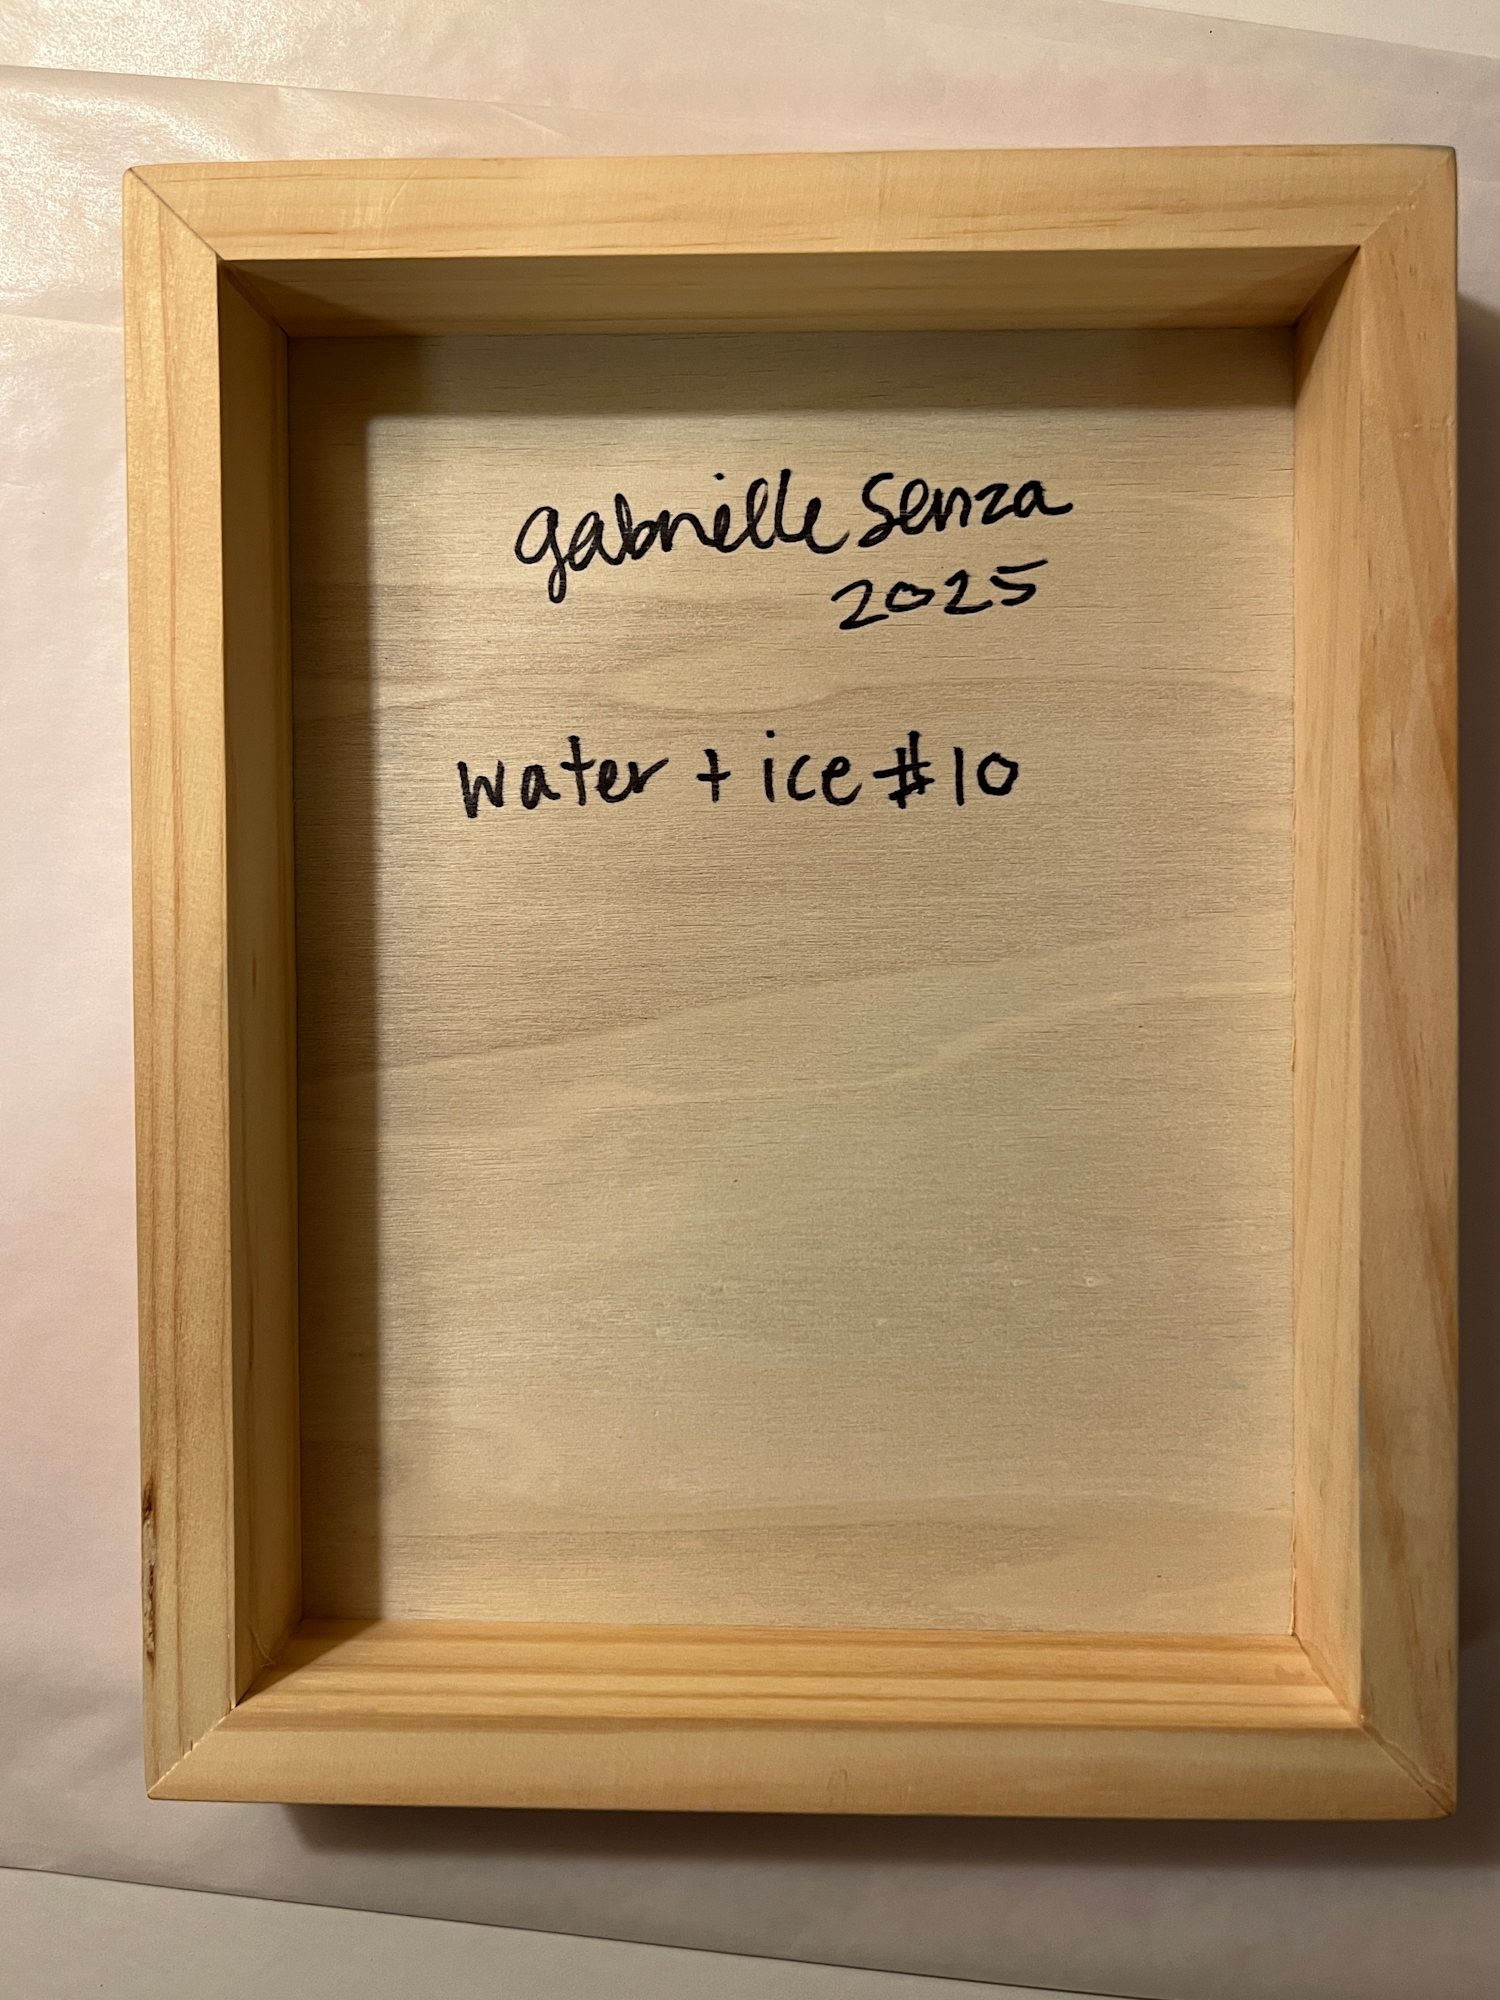 gabrielle senza
2025
water + ice #10